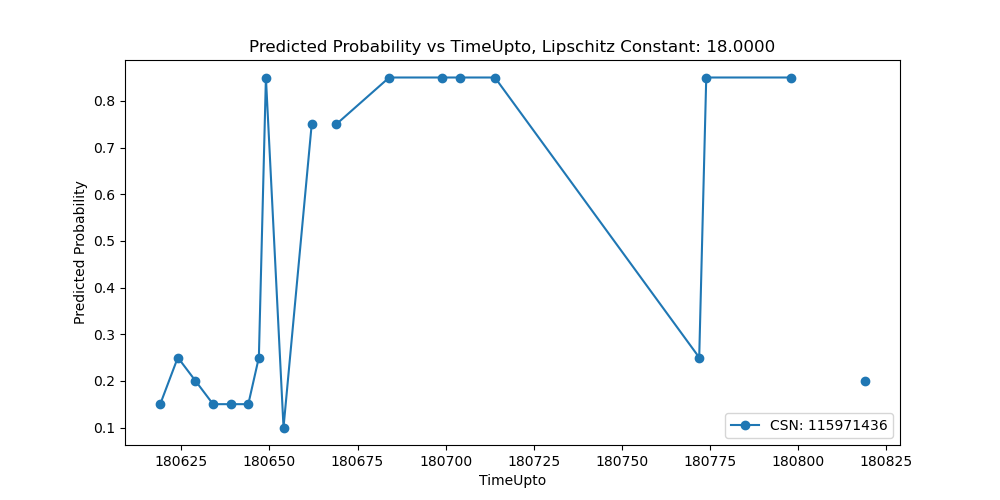 Predicted Probability vs TimeUpto, Lipschitz Constant: 18.0000
Predicted Probability
0.8
0.7
0.6
0.5
0.4
0.3
0.2
0.1
CSN: 115971436
180625 180650 180675 180700 180725 180750 180775 180800 180825
TimeUpto